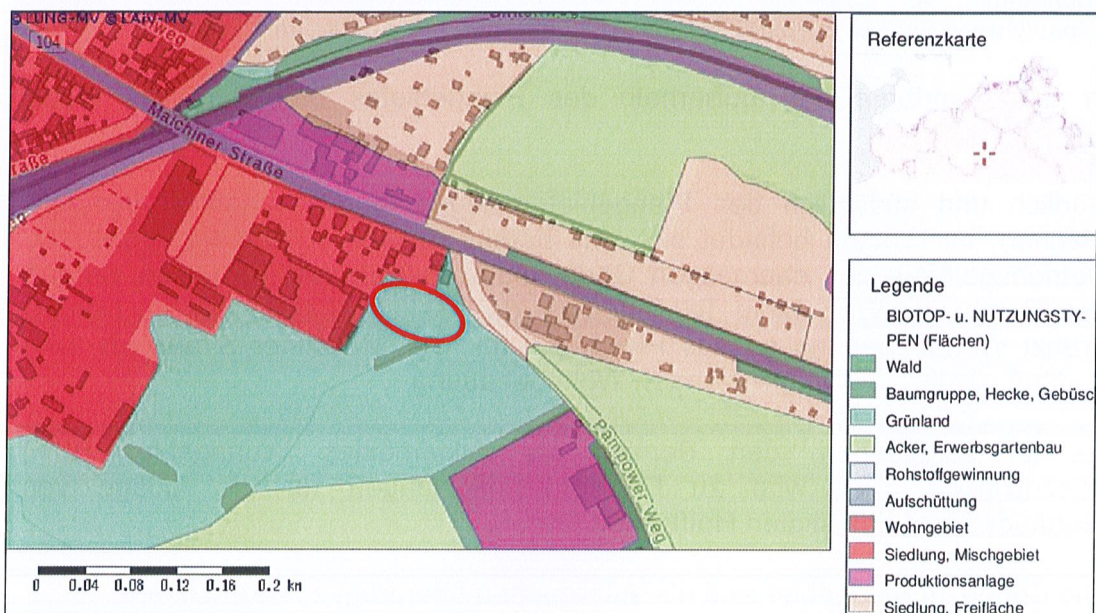 © LUNG-MV © LAiV-MV
104
Malchiner Straße
Pampower Weg
0 0.04 0.08 0.12 0.16 0.2 km
Referenzkarte
Legende
BIOTOP- u. NUTZUNGSTY-
PEN (Flächen)
Wald
Baumgruppe, Hecke, Gebüsc
Grünland
Acker, Erwerbsgartenbau
Rohstoffgewinnung
Aufschüttung
Wohngebiet
Siedlung, Mischgebiet
Produktionsanlage
Siedlung, Freifläche